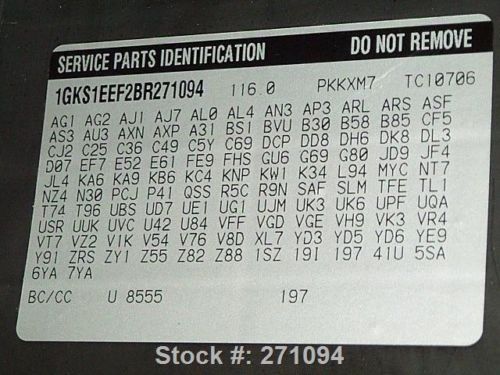 SERVICE PARTS IDENTIFICATION DO NOT REMOVE
1GKS1EEF2BR271094 116.0 PKKXM7 TC10706
AG1 AG2 AJ1 AJ7 AL0 AL4 AN3 AP3 ARL ARS ASF
AS3 AU3 AXN AXP A31 BS1 BVU B30 B58 B85 CF5
CJ2 C25 C36 C49 C5Y C69 DCP DD8 DH6 DK8 DL3
D07 EF7 E52 E61 FE9 FHS GU6 G69 G80 JD9 JF4
JL4 KA6 KA9 KB6 KC4 KNP KW1 K34 L94 MYC NT7
NZ4 N30 PCJ P41 QSS R5C R9N SAF SLM TFE TL1
T74 T96 UBS UD7 UE1 UG1 UJM UK3 UK6 UPF UQA
USR UUK UVC U42 U84 VFF VGD VGE VH9 VK3 VR4
VT7 VZ2 V1K V54 V76 V8D XL7 YD3 YD5 YD6 YE9
Y91 ZRS ZY1 Z55 Z82 Z88 1SZ 19I 197 41U 5SA
6YA 7YA
BC/CC U 8555 197
Stock #: 271094